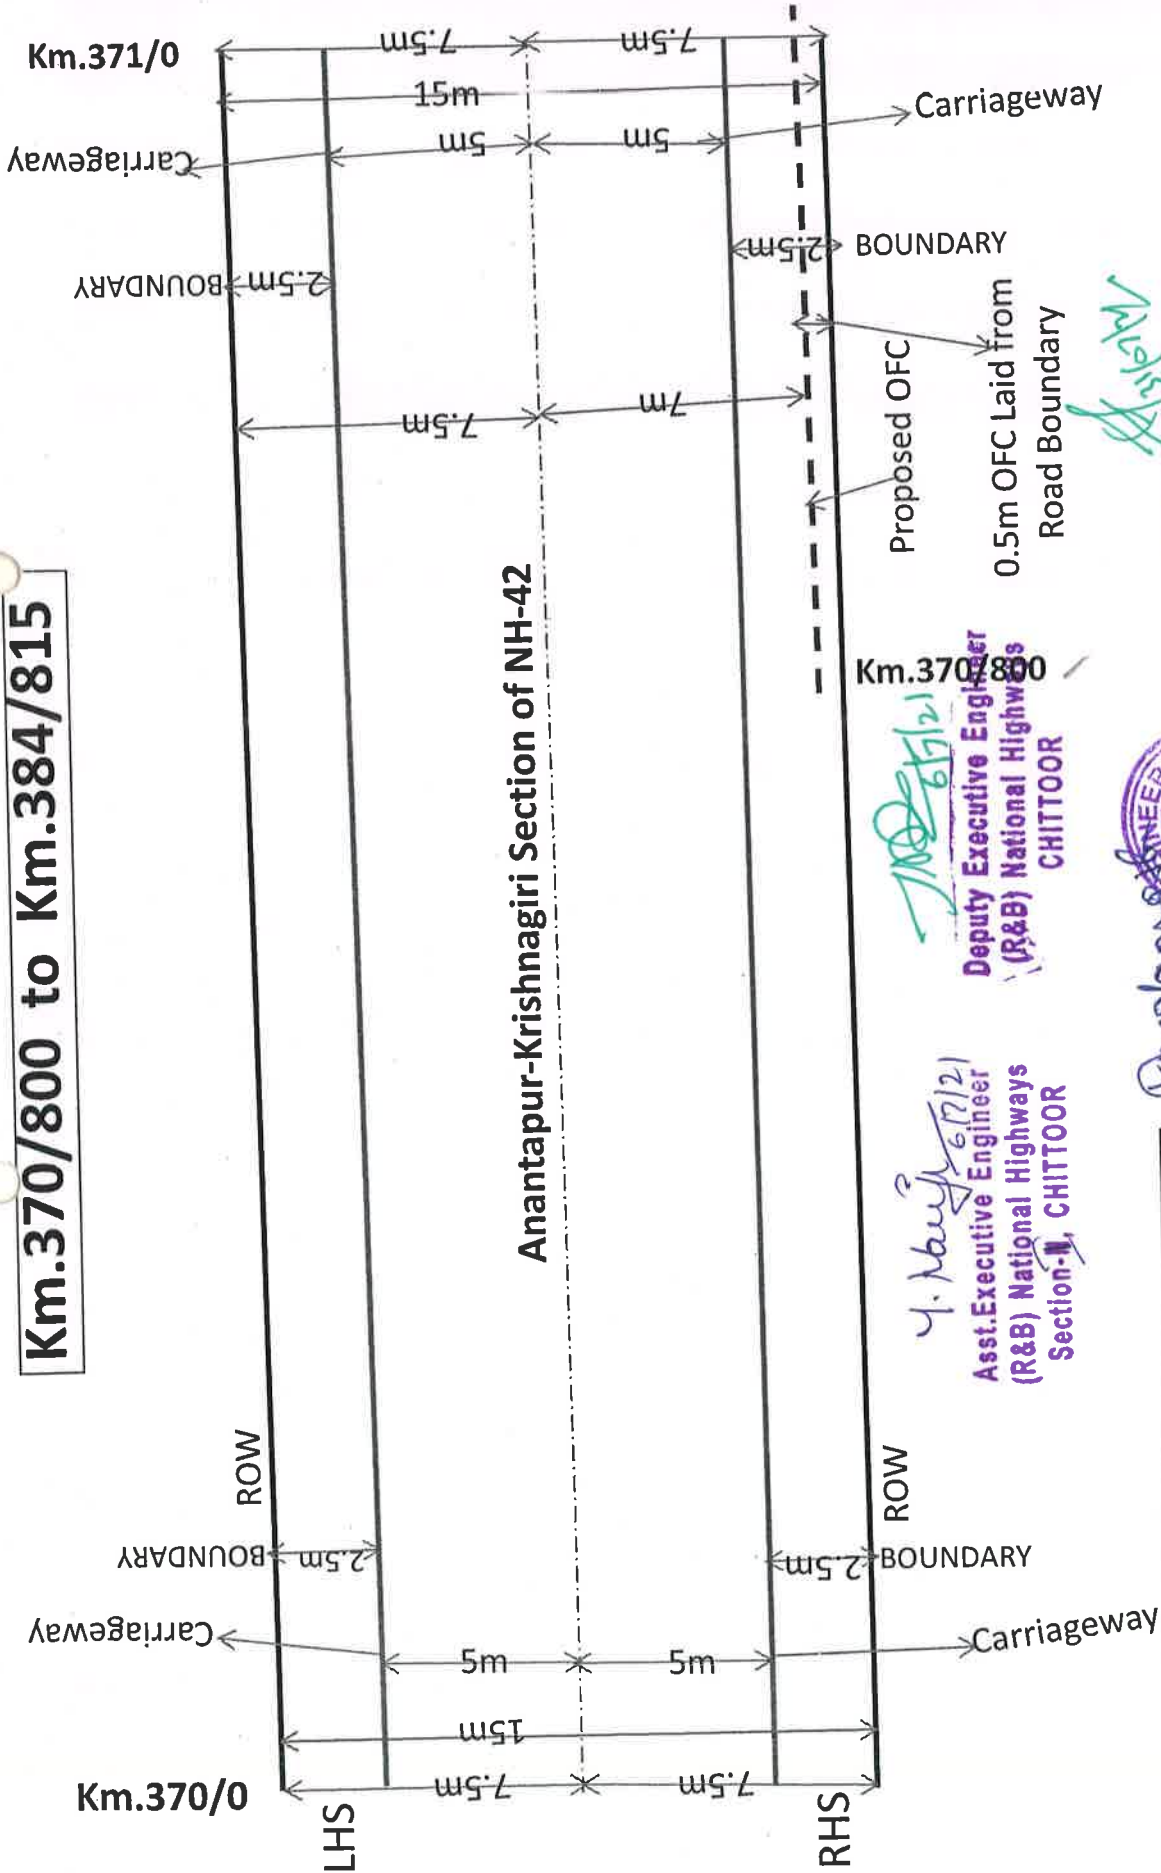 Km.370/800 to Km.384/815
Km.371/0
7.5m
7.5m
15m
5m
5m
Carriageway
Carriageway
BOUNDARY
2.5m
2.5m
BOUNDARY
7.5m
7m
Proposed OFC
0.5m OFC Laid from
Road Boundary
Km.370/800
Anantapur-Krishnagiri Section of NH-42
ROW
ROW
BOUNDARY
2.5m
2.5m
BOUNDARY
Carriageway
Carriageway
5m
5m
15m
7.5m
7.5m
Km.370/0
LHS
RHS
6/7/21
Deputy Executive Engineer
(R&B) National Highways
CHITTOOR
6/7/21
Asst.Executive Engineer
(R&B) National Highways
CHITTOOR